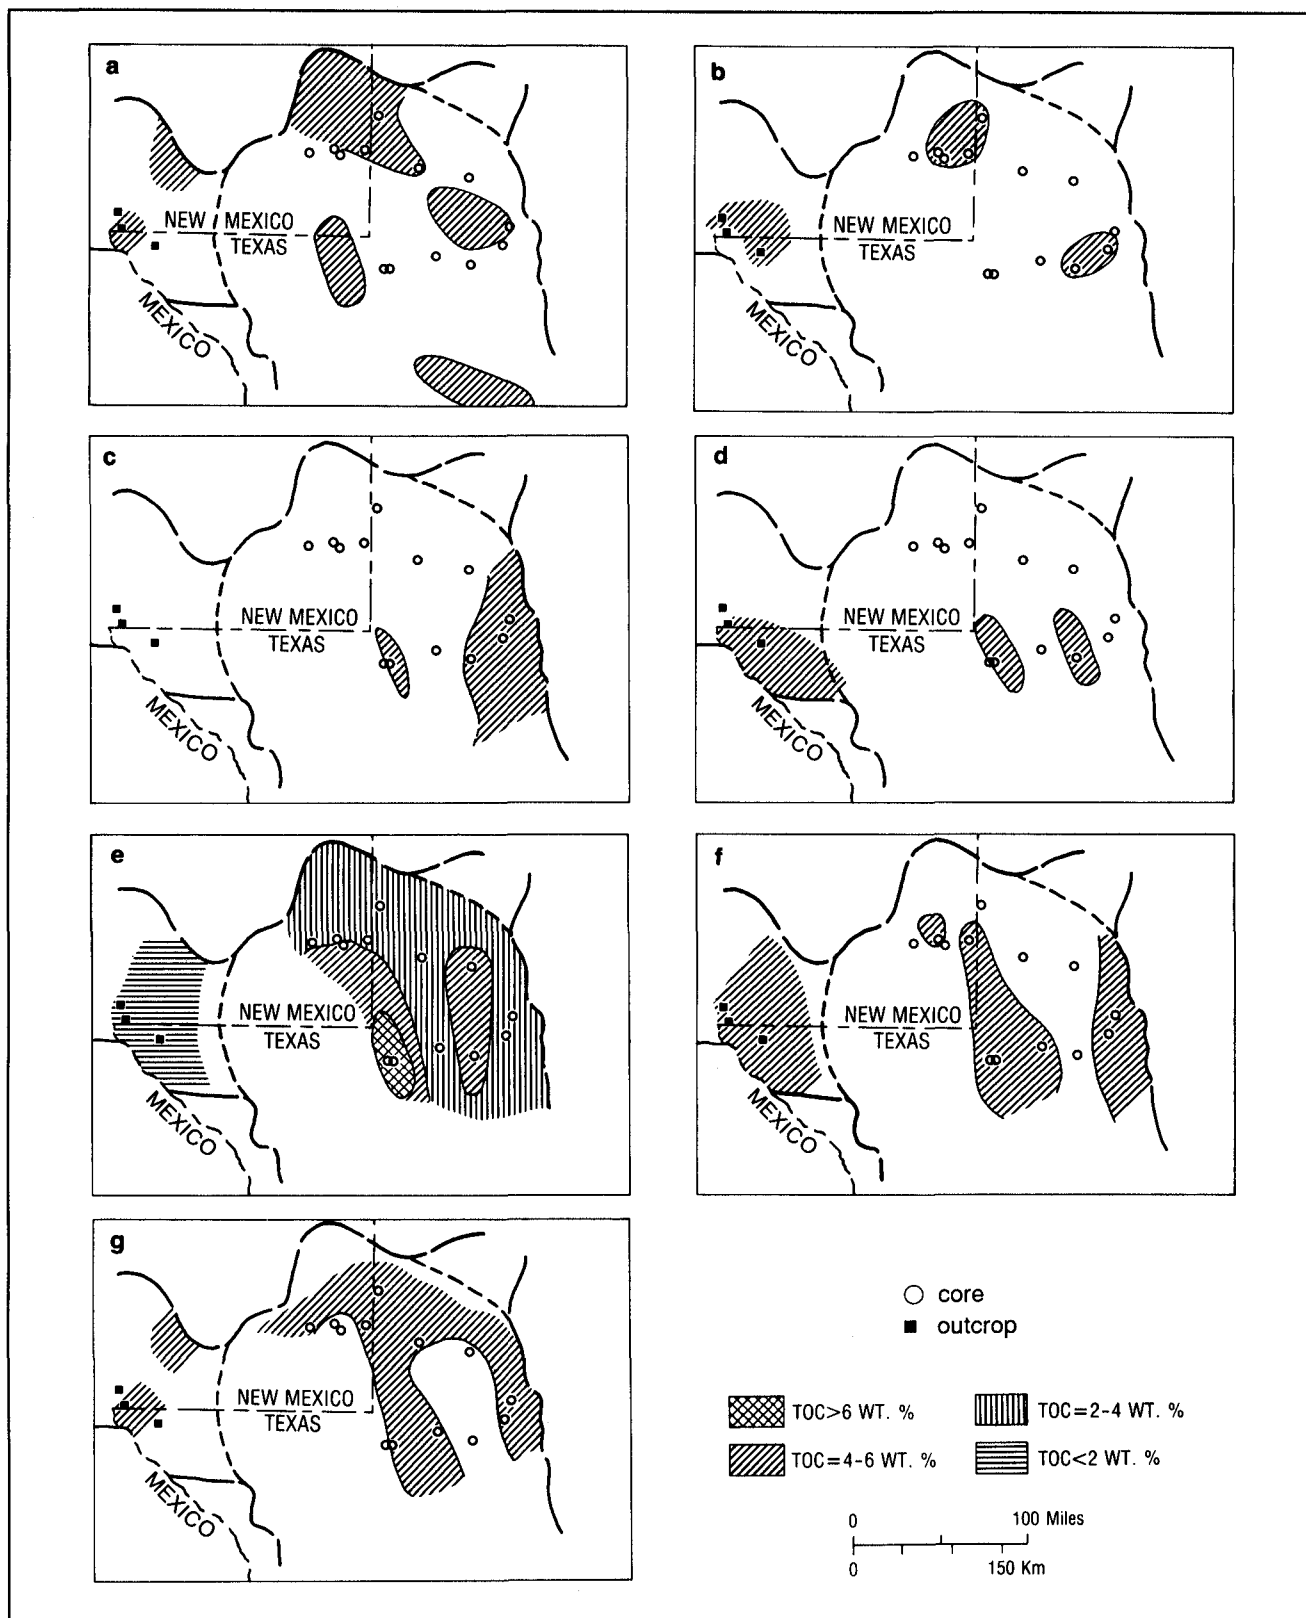 a
NEW MEXICO
TEXAS
MEXICO
b
NEW MEXICO
TEXAS
MEXICO
c
NEW MEXICO
TEXAS
MEXICO
d
NEW MEXICO
TEXAS
MEXICO
e
NEW MEXICO
TEXAS
MEXICO
f
NEW MEXICO
TEXAS
MEXICO
g
NEW MEXICO
TEXAS
MEXICO
core
outcrop
TOC>6 WT. %
TOC=2-4 WT. %
TOC=4-6 WT. %
TOC<2 WT. %
0 100 Miles
0 150 Km